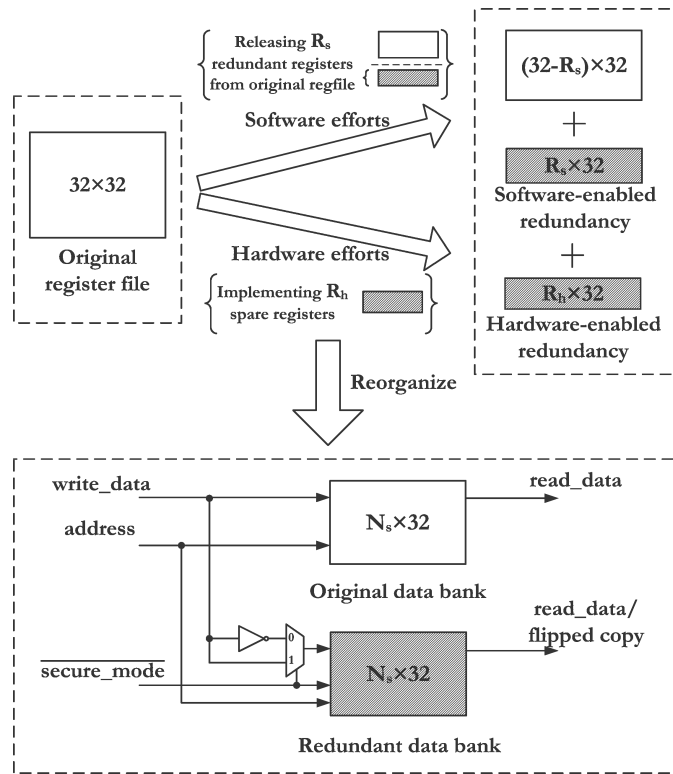 Releasing Rs
redundant registers
from original regfile
Software efforts
32×32
Original
register file
Hardware efforts
Implementing Rh
spare registers
(32-Rs)×32
+
Rs×32
Software-enabled
redundancy
+
Rh×32
Hardware-enabled
redundancy
Reorganize
write_data
address
Ns×32
read_data
Original data bank
0
1
secure_mode
Ns×32
read_data/
flipped copy
Redundant data bank